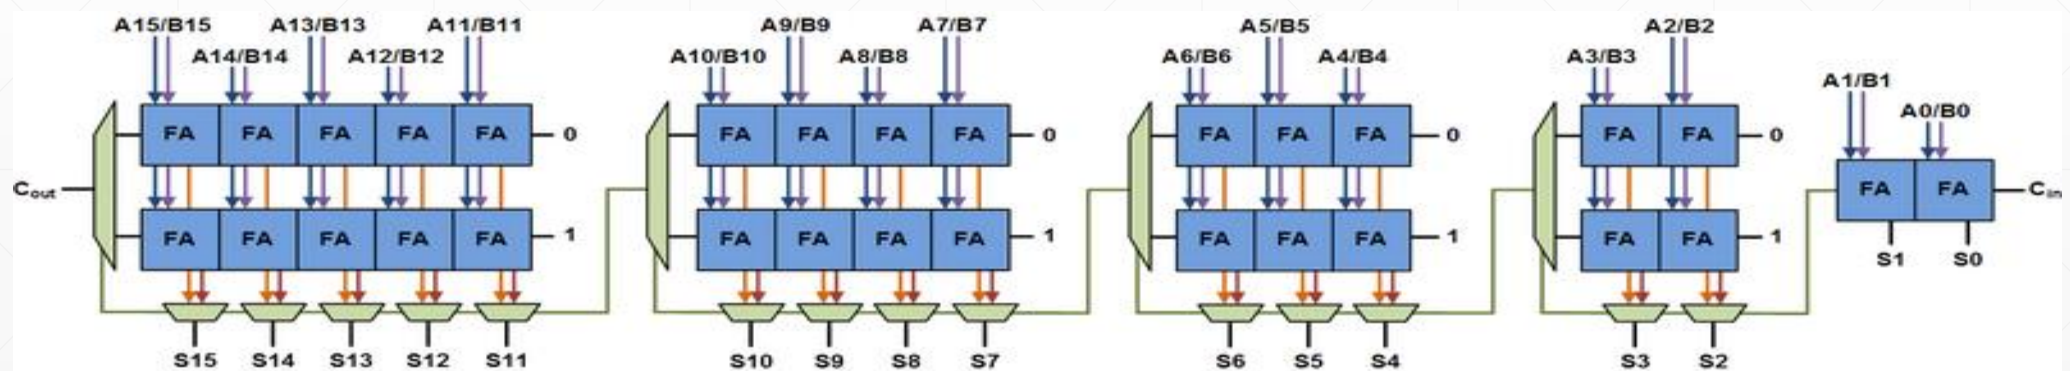 A15/B15 A13/B13 A11/B11 A9/B9 A7/B7 A5/B5 A2/B2
A14/B14 A12/B12 A10/B10 A8/B8 A6/B6 A4/B4 A3/B3
A1/B1
A0/B0
FA FA FA FA FA 0 FA FA FA FA 0 FA FA FA 0 FA FA 0
Cout FA FA Cin
FA FA FA FA FA 1 FA FA FA FA 1 FA FA FA 1 FA FA 1
S1 S0
S15 S14 S13 S12 S11 S10 S9 S8 S7 S6 S5 S4 S3 S2